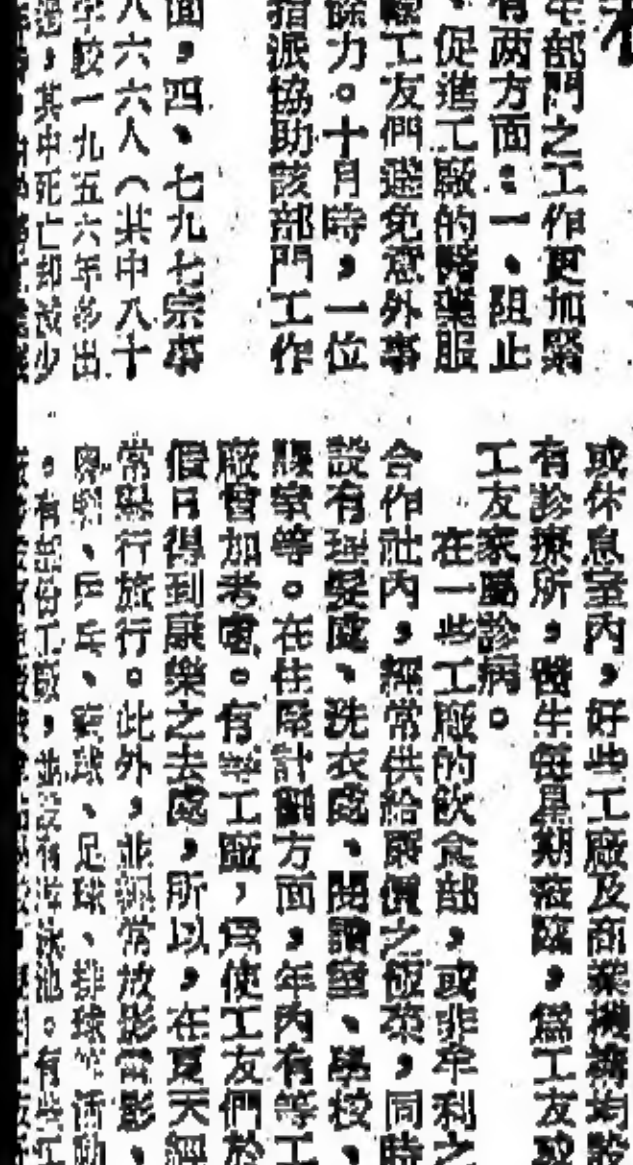 年部門之工作更加緊
有两方面:一、阻止
、促進工廠的醫藥服
工友們避免意外事
餘力。十月時,一位
指派協助該部門工作
面,四、七九七宗事
八六六人(其中八十
字較一九五六年多出
,其中死亡却減少
或休息室內,好些工廠及商業機構均設
有診療所,醫生每星期蒞臨,爲工友或
工友家屬診病。
在一些工廠的飲食部,或非牟利之
合作社內,經常供給廉價之飯菜,同時
設有理髮處、洗衣處、閱讀室、學校、
等。在住屋計劃方面,年內有等工
廠曾加考慮。有等工廠,爲使工友們於
假日得到康樂之去處,所以,在夏天經
常舉行旅行。此外,並經常放影電影、
、乒乓、籃球、足球、排球等活動
。有部份工廠,並設有游泳池。有些工